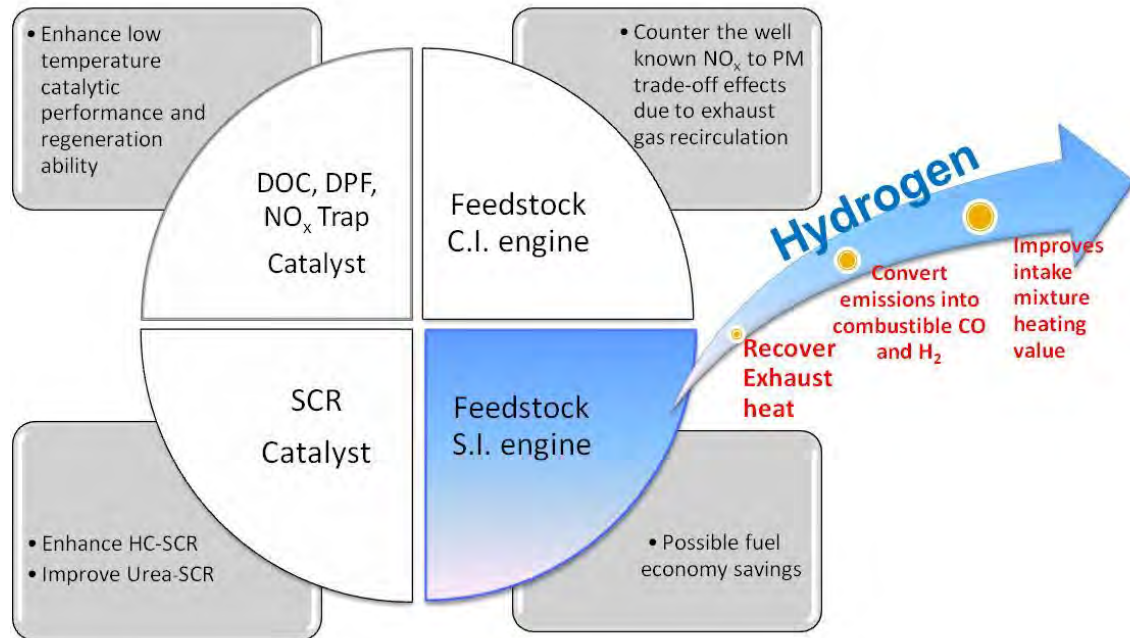 • Enhance low
temperature
catalytic
performance and
regeneration
ability
• Counter the well
known NOₓ to PM
trade-off effects
due to exhaust
gas recirculation
DOC, DPF,
NOₓ Trap
Catalyst
Feedstock
C.I. engine
Hydrogen
Recover
Exhaust
heat
Convert
emissions into
combustible CO
and H₂
Improves
intake
mixture
heating
value
SCR
Catalyst
Feedstock
S.I. engine
• Enhance HC-SCR
• Improve Urea-SCR
• Possible fuel
economy savings